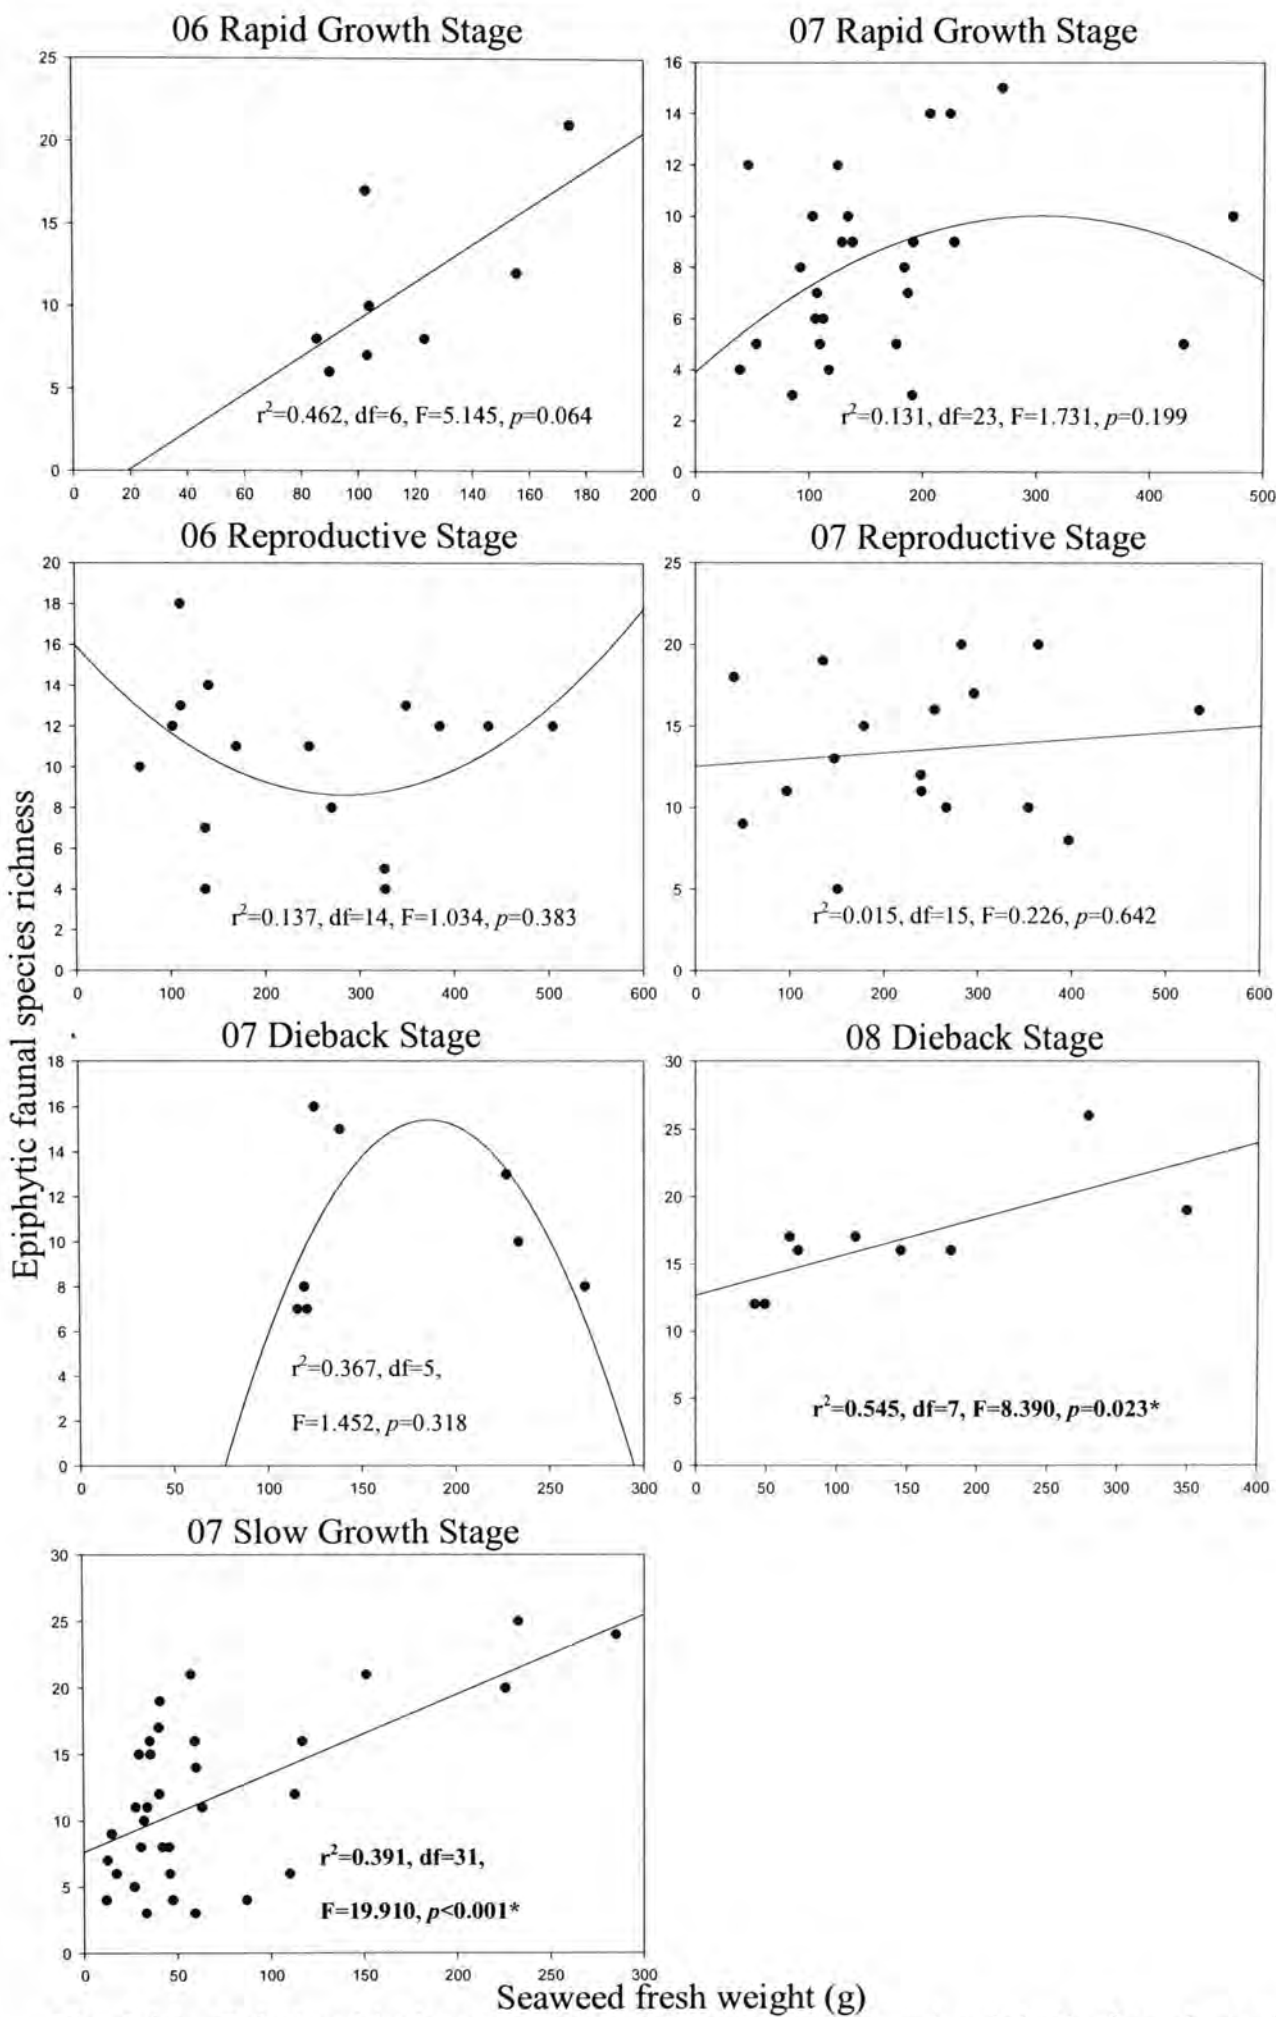 06 Rapid Growth Stage
25
20
15
10
5
0
0 20 40 60 80 100 120 140 160 180 200
r²=0.462, df=6, F=5.145, p=0.064
07 Rapid Growth Stage
16
14
12
10
8
6
4
2
0
0 100 200 300 400 500
r²=0.131, df=23, F=1.731, p=0.199
06 Reproductive Stage
20
18
16
14
12
10
8
6
4
2
0
0 100 200 300 400 500 600
r²=0.137, df=14, F=1.034, p=0.383
07 Reproductive Stage
25
20
15
10
5
0
0 100 200 300 400 500 600
r²=0.015, df=15, F=0.226, p=0.642
Epiphytic faunal species richness
07 Dieback Stage
18
16
14
12
10
8
6
4
2
0
0 50 100 150 200 250 300
r²=0.367, df=5,
F=1.452, p=0.318
08 Dieback Stage
30
25
20
15
10
5
0
0 50 100 150 200 250 300 350 400
r²=0.545, df=7, F=8.390, p=0.023*
07 Slow Growth Stage
30
25
20
15
10
5
0
0 50 100 150 200 250 300
r²=0.391, df=31,
F=19.910, p<0.001*
Seaweed fresh weight (g)